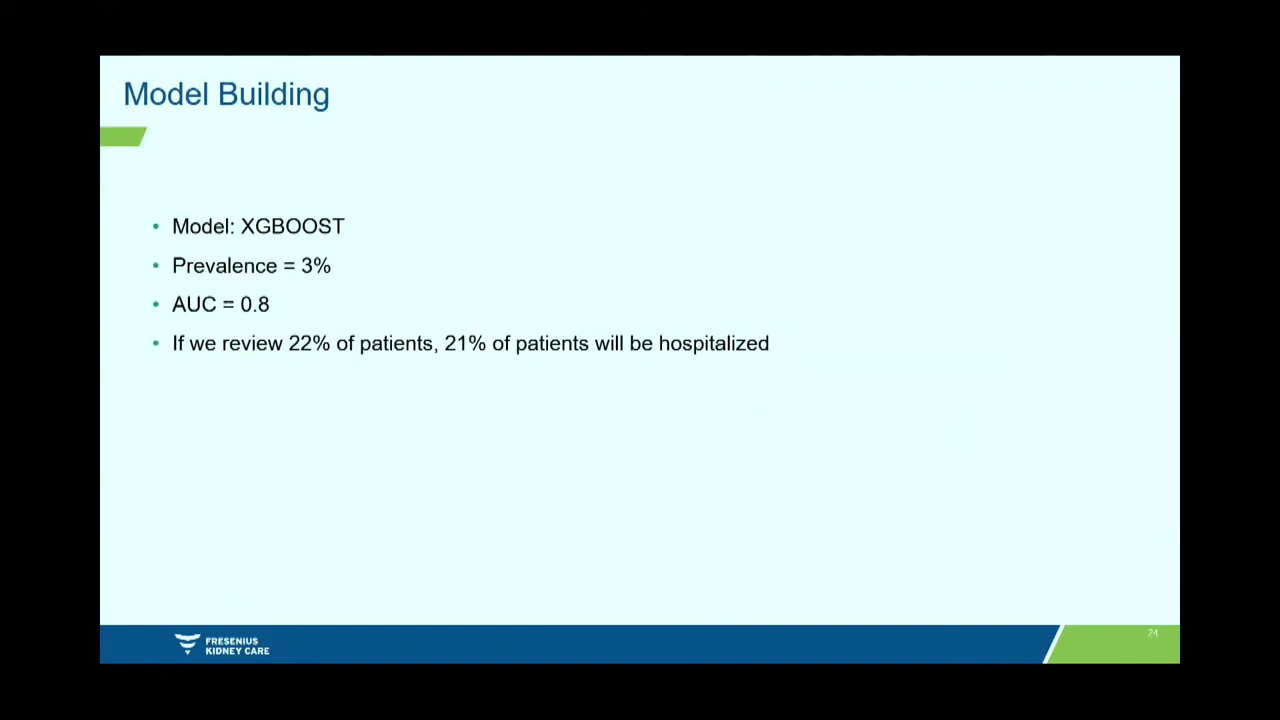 Model Building
• Model: XGBOOST
• Prevalence = 3%
• AUC = 0.8
• If we review 22% of patients, 21% of patients will be hospitalized
FRESENIUS
KIDNEY CARE
24